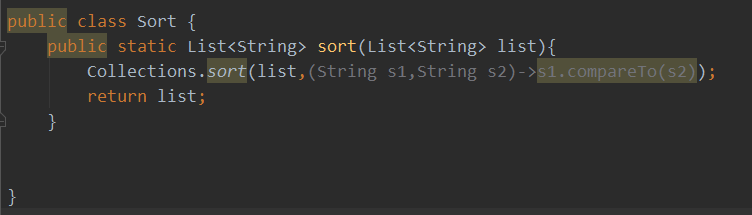 public class Sort {
public static List<String> sort(List<String> list){
Collections.sort(list,(String s1,String s2)->s1.compareTo(s2));
return list;
}
}